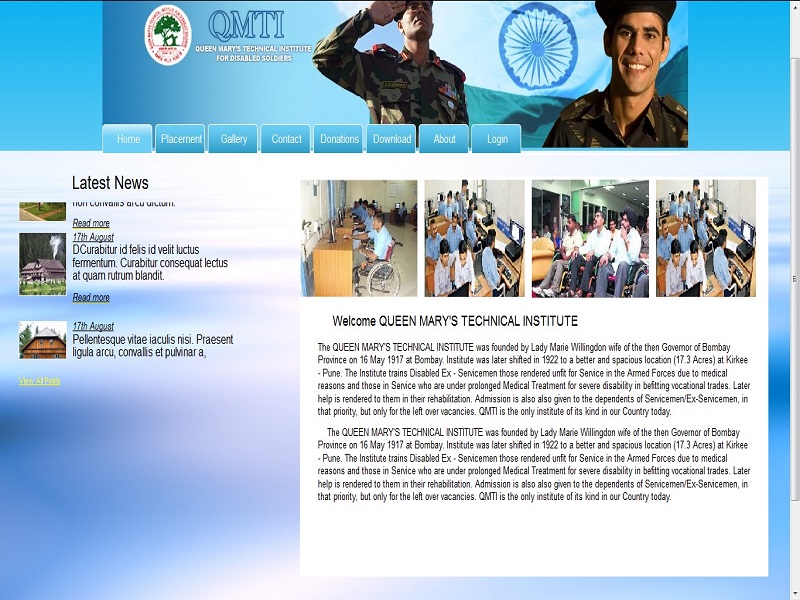 QMTI
QUEEN MARY'S TECHNICAL INSTITUTE
FOR DISABLED SOLDIERS
Home
Placement
Gallery
Contact
Donations
Download
About
Login
Latest News
non convallis arcu dictum.
Read more
17th August
DCurabitur id felis id velit luctus
fermentum. Curabitur consequat lectus
at quam rutrum blandit.
Read more
17th August
Pellentesque vitae iaculis nisi. Praesent
ligula arcu, convallis et pulvinar a,
View All Posts
Welcome QUEEN MARY'S TECHNICAL INSTITUTE
The QUEEN MARY'S TECHNICAL INSTITUTE was founded by Lady Marie Willingdon wife of the then Governor of Bombay
Province on 16 May 1917 at Bombay. Institute was later shifted in 1922 to a better and spacious location (17.3 Acres) at Kirkee
- Pune. The Institute trains Disabled Ex - Servicemen those rendered unfit for Service in the Armed Forces due to medical
reasons and those in Service who are under prolonged Medical Treatment for severe disability in befitting vocational trades. Later
help is rendered to them in their rehabilitation. Admission is also also given to the dependents of Servicemen/Ex-Servicemen, in
that priority, but only for the left over vacancies. QMTI is the only institute of its kind in our Country today.
The QUEEN MARY'S TECHNICAL INSTITUTE was founded by Lady Marie Willingdon wife of the then Governor of Bombay
Province on 16 May 1917 at Bombay. Institute was later shifted in 1922 to a better and spacious location (17.3 Acres) at Kirkee
- Pune. The Institute trains Disabled Ex - Servicemen those rendered unfit for Service in the Armed Forces due to medical
reasons and those in Service who are under prolonged Medical Treatment for severe disability in befitting vocational trades. Later
help is rendered to them in their rehabilitation. Admission is also also given to the dependents of Servicemen/Ex-Servicemen, in
that priority, but only for the left over vacancies. QMTI is the only institute of its kind in our Country today.